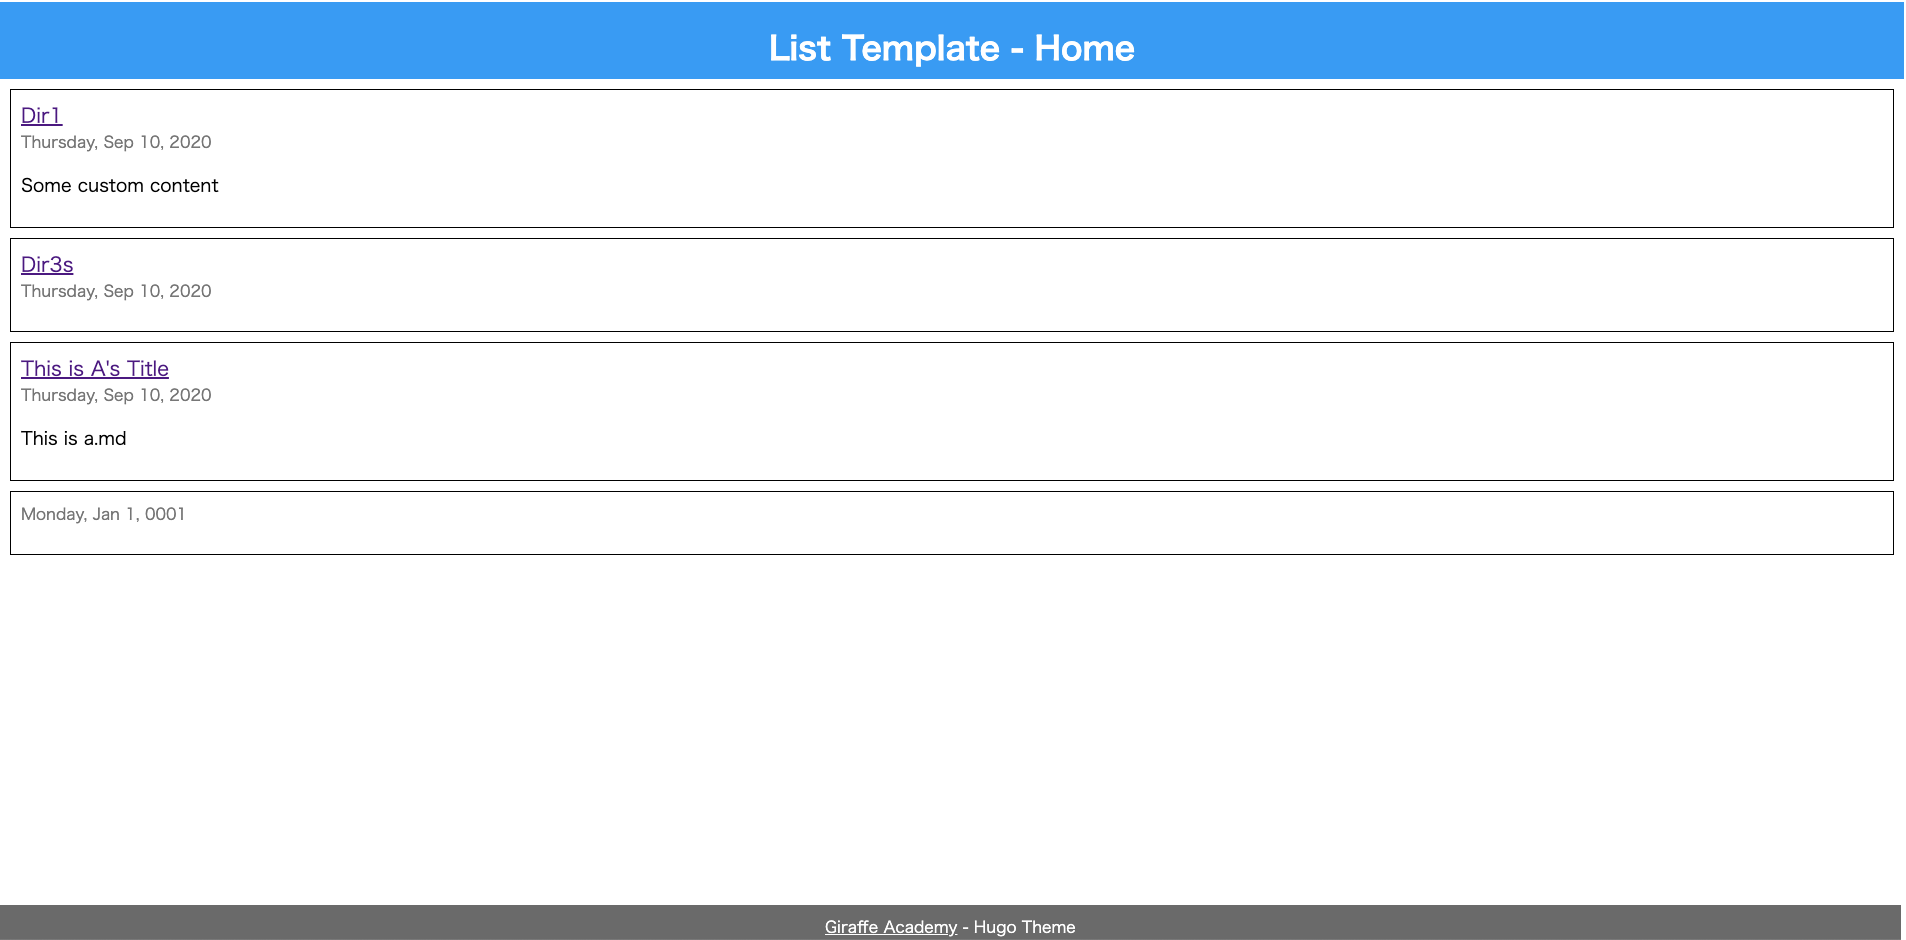 List Template - Home
Dir1
Thursday, Sep 10, 2020
Some custom content
Dir3s
Thursday, Sep 10, 2020
This is A's Title
Thursday, Sep 10, 2020
This is a.md
Monday, Jan 1, 0001
Giraffe Academy - Hugo Theme